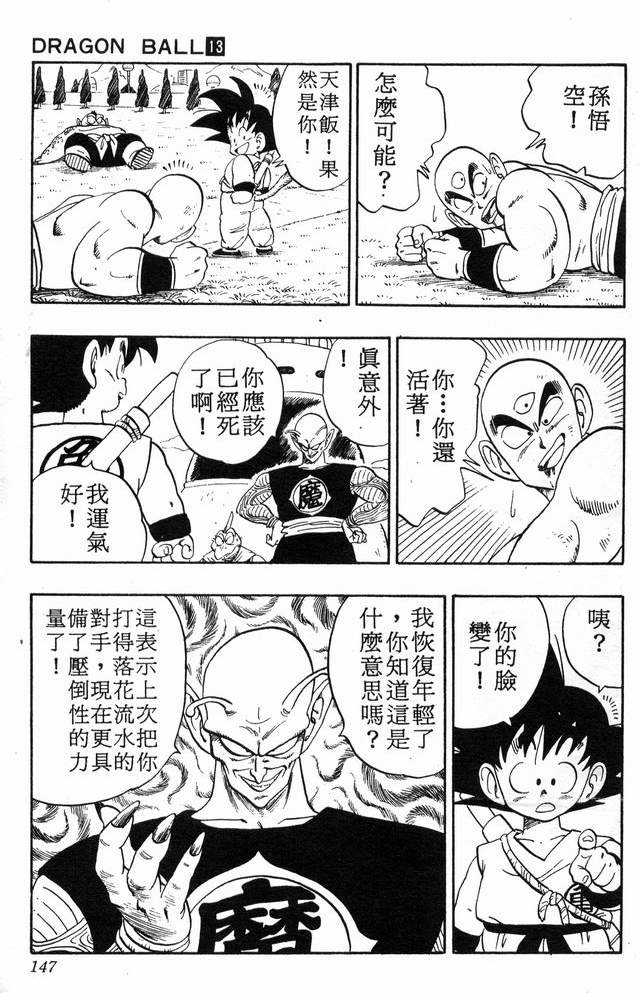 DRAGON BALL 13
孫悟
空！
怎麼可能？
天津飯！果
然是你！
你…你還
活著！
眞意外
！
你應該
已經死
了啊！
我運氣
好！
咦？
你的臉
變了！
我恢復年輕了
，你知道這是
什麼意思嗎？
這表示上次把你
打得落花流水的
對手，現在更具
備了壓倒性的力
量了！
魔
龜
魔
147